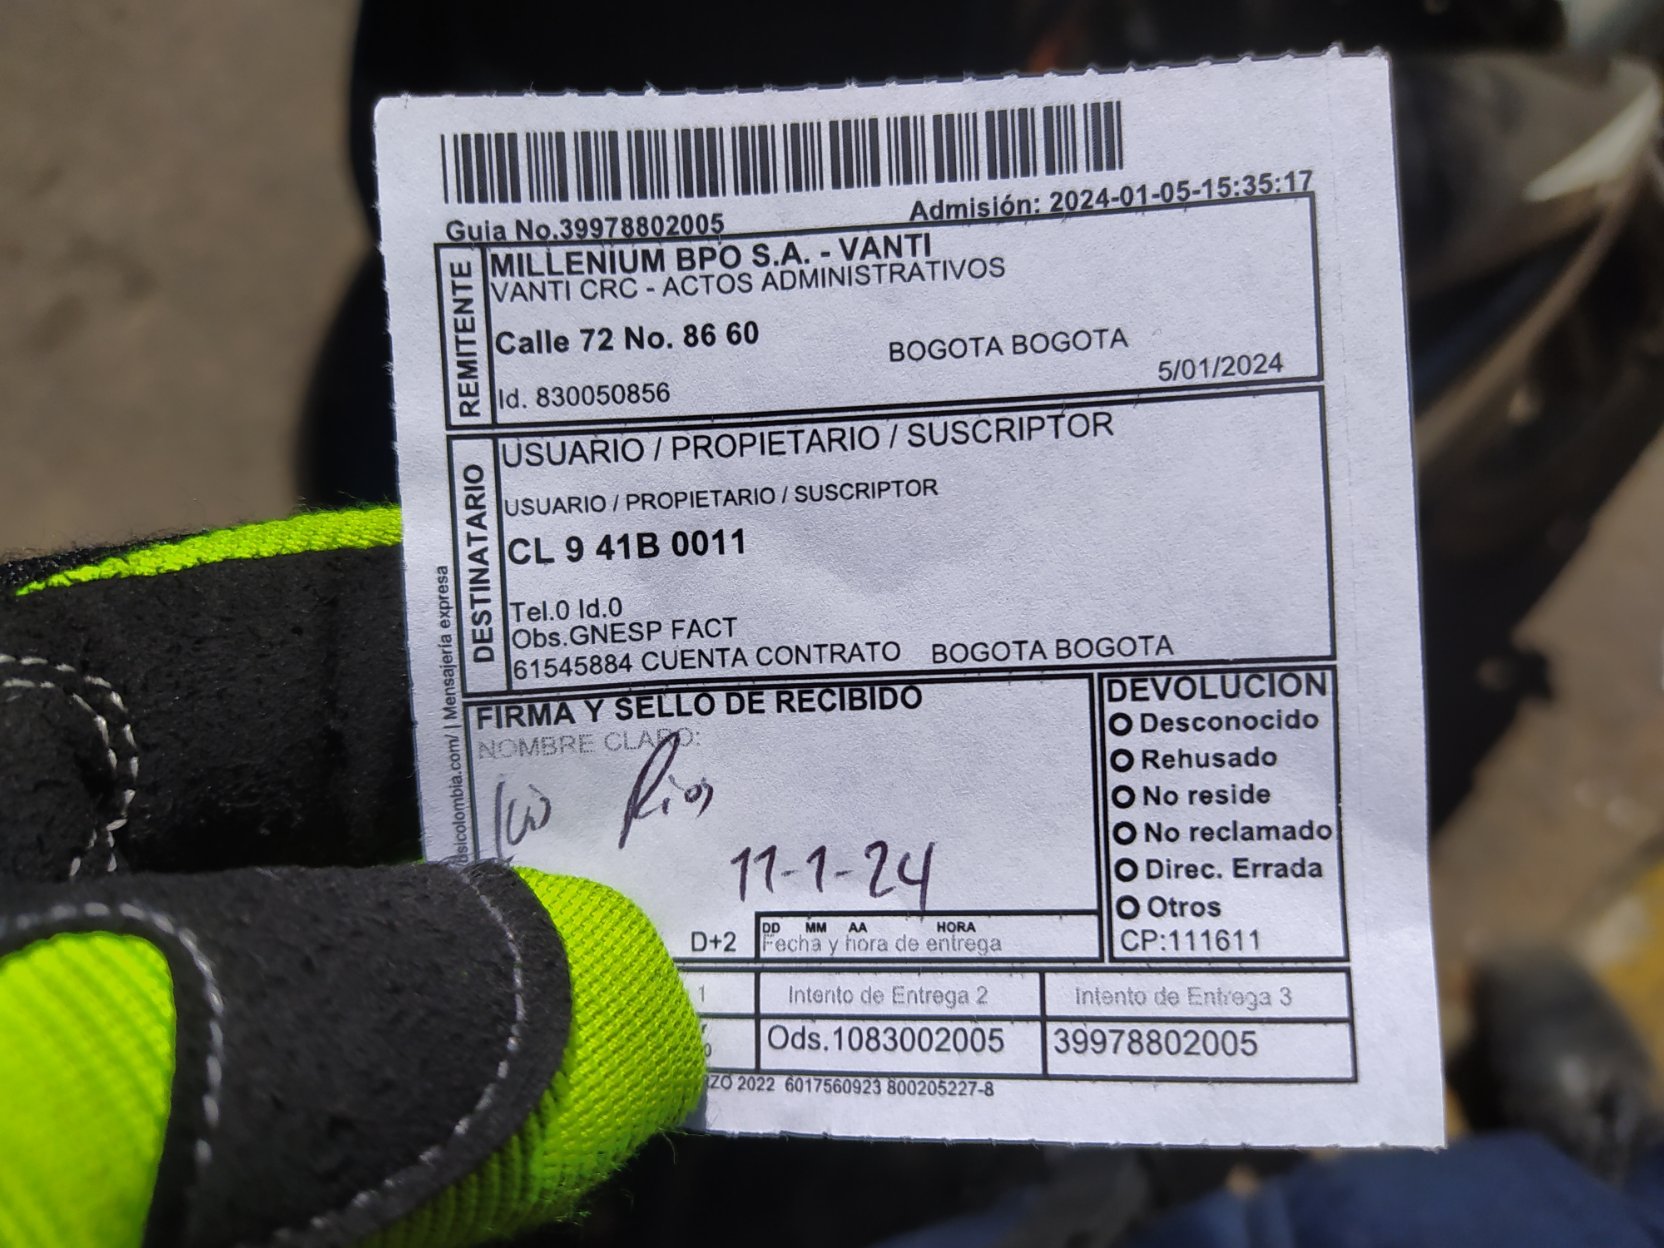 Guia No.39978802005 Admisión: 2024-01-05-15:35:17
REMITENTE
MILLENIUM BPO S.A. - VANTI
VANTI CRC - ACTOS ADMINISTRATIVOS
Calle 72 No. 86 60 BOGOTA BOGOTA
Id. 830050856 5/01/2024
DESTINATARIO
USUARIO / PROPIETARIO / SUSCRIPTOR
USUARIO / PROPIETARIO / SUSCRIPTOR
CL 9 41B 0011
Tel.0 Id.0
Obs.GNESP FACT
61545884 CUENTA CONTRATO BOGOTA BOGOTA
sicolombia.com/ | Mensajería expresa
FIRMA Y SELLO DE RECIBIDO
NOMBRE CLARO:
Rios
11-1-24
D+2
DD MM AA HORA
Fecha y hora de entrega
DEVOLUCION
Desconocido
Rehusado
No reside
No reclamado
Direc. Errada
Otros
CP:111611
1 Intento de Entrega 2 Intento de Entrega 3
Ods.1083002005 39978802005
RZO 2022 6017560923 800205227-8